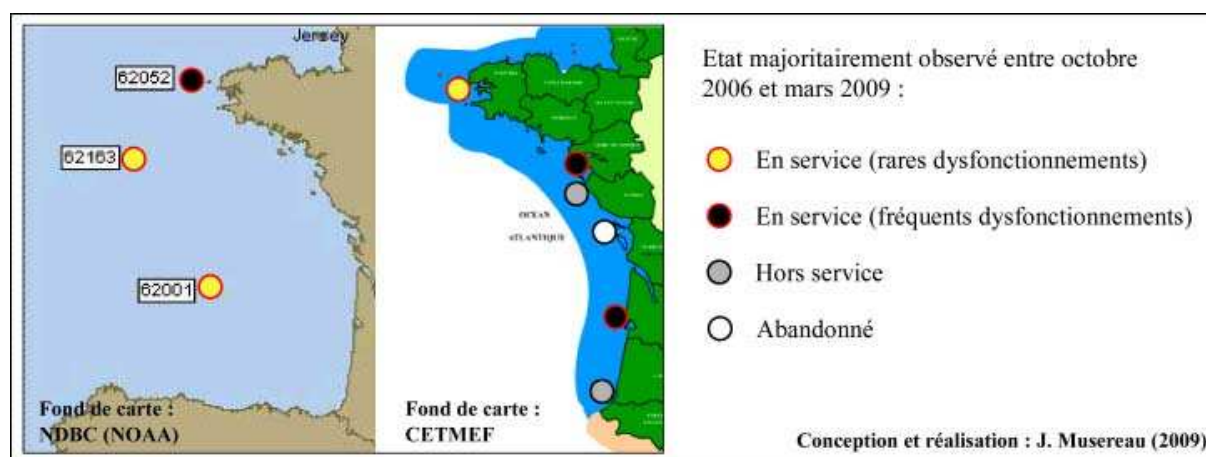 Jersey
62052
62163
62001
Fond de carte :
NDBC (NOAA)
OCEAN
ATLANTIQUE
Fond de carte :
CETMEF
Etat majoritairement observé entre octobre
2006 et mars 2009 :
En service (rares dysfonctionnements)
En service (fréquents dysfonctionnements)
Hors service
Abandonné
Conception et réalisation : J. Musereau (2009)